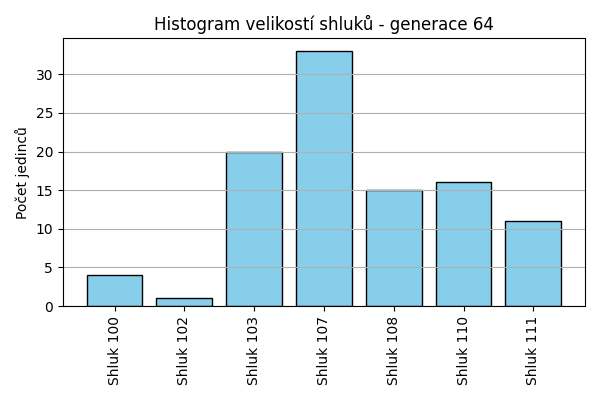 Histogram velikostí shluků - generace 64
Počet jedinců
30
25
20
15
10
5
0
Shluk 100
Shluk 102
Shluk 103
Shluk 107
Shluk 108
Shluk 110
Shluk 111